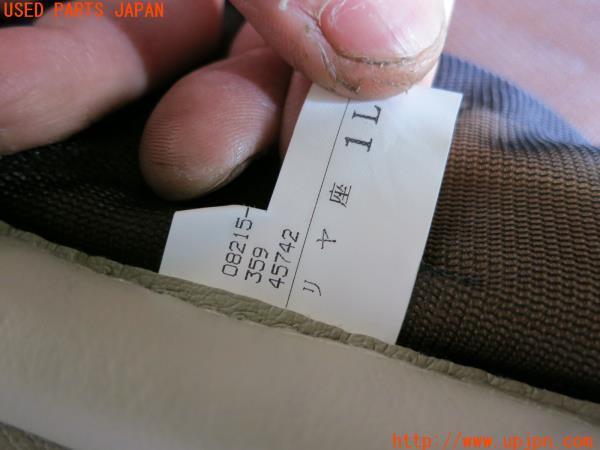 USED PARTS JAPAN
08215-
359
45742
リヤ座 1L
http://www.upjpn.com